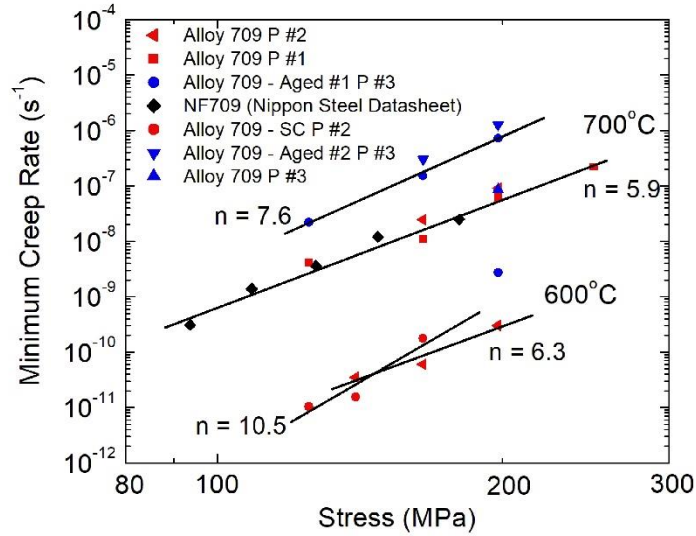 10⁻⁴
10⁻⁵
10⁻⁶
10⁻⁷
10⁻⁸
10⁻⁹
10⁻¹⁰
10⁻¹¹
10⁻¹²
Minimum Creep Rate (s⁻¹)
Alloy 709 P #2
Alloy 709 P #1
Alloy 709 - Aged #1 P #3
NF709 (Nippon Steel Datasheet)
Alloy 709 - SC P #2
Alloy 709 - Aged #2 P #3
Alloy 709 P #3
700°C
n = 7.6
n = 5.9
600°C
n = 6.3
n = 10.5
80
100
200
300
Stress (MPa)